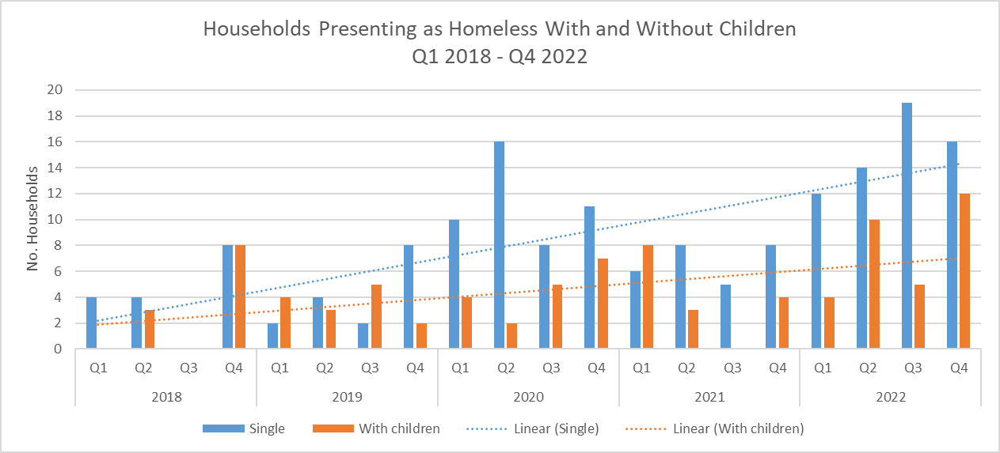 Households Presenting as Homeless With and Without Children
Q1 2018 - Q4 2022
20
18
16
14
12
10
8
6
4
2
0
No. Households
Q1 Q2 Q3 Q4 Q1 Q2 Q3 Q4 Q1 Q2 Q3 Q4 Q1 Q2 Q3 Q4 Q1 Q2 Q3 Q4
2018 2019 2020 2021 2022
Single With children Linear (Single) Linear (With children)